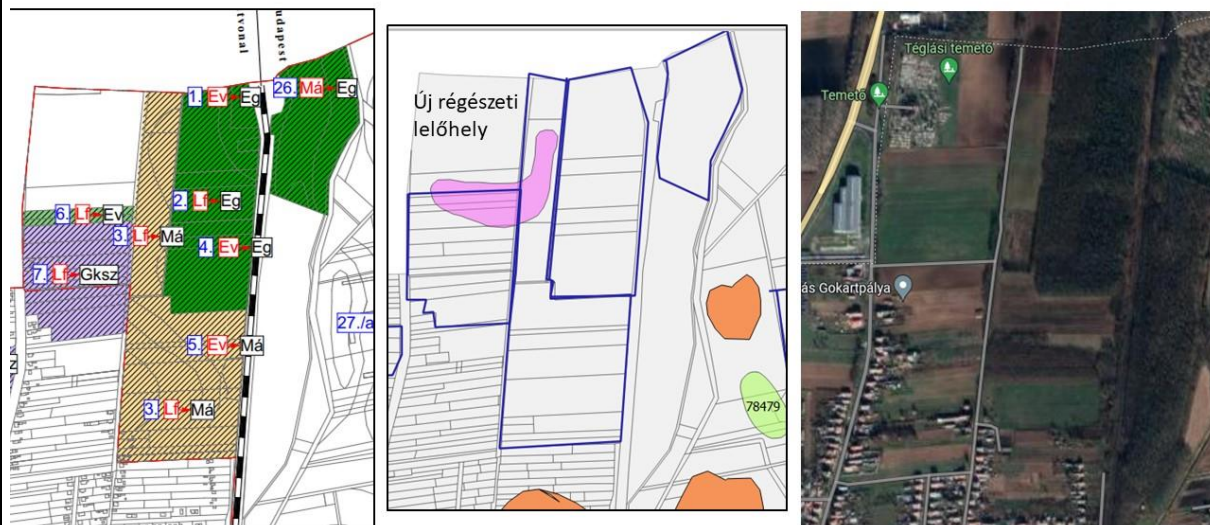 Budapest
tvonal
1. Ev Eg
26. Má Eg
2. Lf Eg
6. Lf Ev
3. Lf Má
4. Ev Eg
7. Lf Gksz
27./a
5. Ev Má
3. Lf Má
Új régészeti
lelőhely
78479
Téglási temető
Temető
ás Gokartpálya